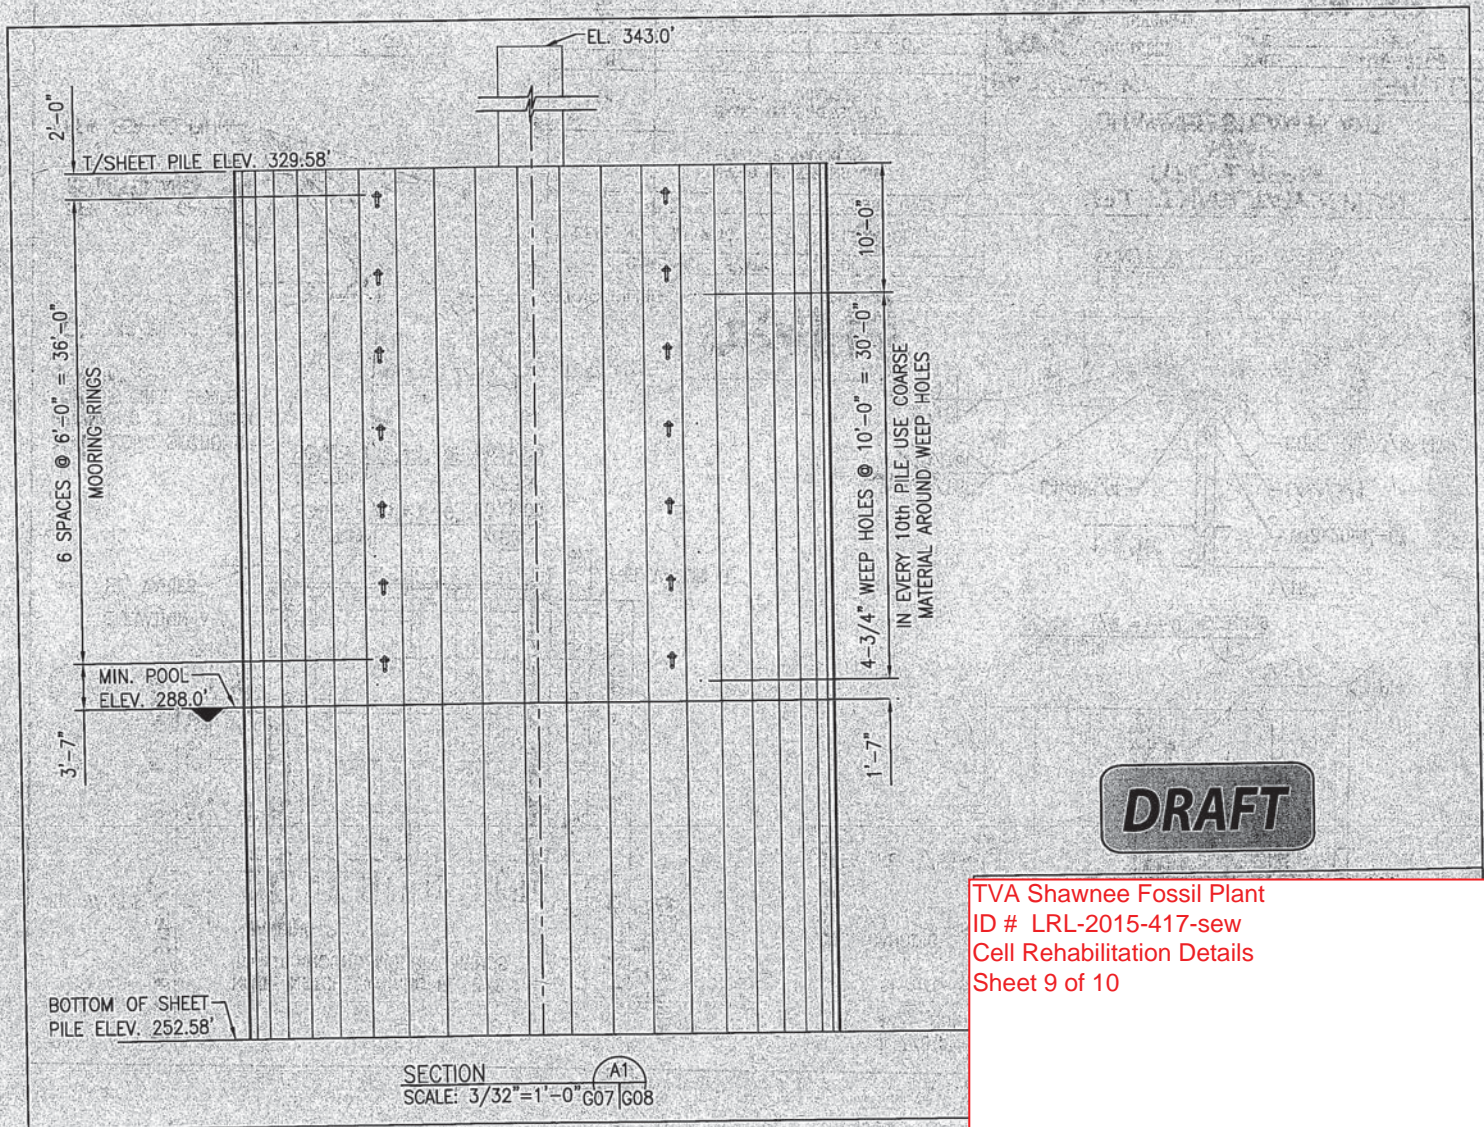 EL. 343.0'
2'-0"
T/SHEET PILE ELEV. 329.58'
6 SPACES @ 6'-0" = 36'-0"
MOORING RINGS
10'-0"
4-3/4" WEEP HOLES @ 10'-0" = 30'-0"
IN EVERY 10th PILE USE COARSE
MATERIAL AROUND WEEP HOLES
MIN. POOL
ELEV. 288.0'
3'-7"
1'-7"
DRAFT
BOTTOM OF SHEET
PILE ELEV. 252.58'
SECTION
SCALE: 3/32"=1'-0"
A1
G07 G08
TVA Shawnee Fossil Plant
ID # LRL-2015-417-sew
Cell Rehabilitation Details
Sheet 9 of 10